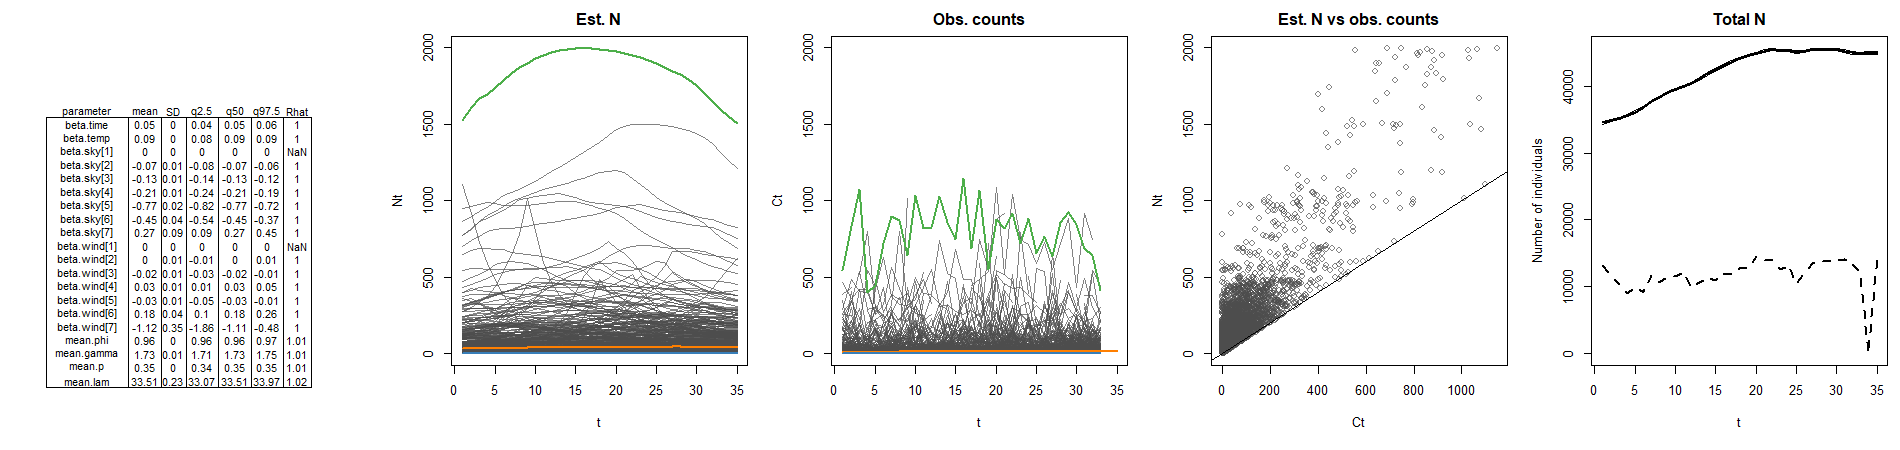 parameter mean SD q2.5 q50 q97.5 Rhat
beta.time 0.05 0 0.04 0.05 0.06 1
beta.temp 0.09 0 0.08 0.09 0.09 1
beta.sky[1] 0 0 0 0 0 NaN
beta.sky[2] -0.07 0.01 -0.08 -0.07 -0.06 1
beta.sky[3] -0.13 0.01 -0.14 -0.13 -0.12 1
beta.sky[4] -0.21 0.01 -0.24 -0.21 -0.19 1
beta.sky[5] -0.77 0.02 -0.82 -0.77 -0.72 1
beta.sky[6] -0.45 0.04 -0.54 -0.45 -0.37 1
beta.sky[7] 0.27 0.09 0.09 0.27 0.45 1
beta.wind[1] 0 0 0 0 0 NaN
beta.wind[2] 0 0.01 -0.01 0 0.01 1
beta.wind[3] -0.02 0.01 -0.03 -0.02 -0.01 1
beta.wind[4] 0.03 0.01 0.01 0.03 0.05 1
beta.wind[5] -0.03 0.01 -0.05 -0.03 -0.01 1
beta.wind[6] 0.18 0.04 0.1 0.18 0.26 1
beta.wind[7] -1.12 0.35 -1.86 -1.11 -0.48 1
mean.phi 0.96 0 0.96 0.96 0.97 1.01
mean.gamma 1.73 0.01 1.71 1.73 1.75 1.01
mean.p 0.35 0 0.34 0.35 0.35 1.01
mean.lam 33.51 0.23 33.07 33.51 33.97 1.02
Est. N
Nt
2000
1500
1000
500
0
0 5 10 15 20 25 30 35
t
Obs. counts
Ct
2000
1500
1000
500
0
0 5 10 15 20 25 30 35
t
Est. N vs obs. counts
Nt
2000
1500
1000
500
0
0 200 400 600 800 1000
Ct
Total N
Number of individuals
40000
30000
20000
10000
0
0 5 10 15 20 25 30 35
t